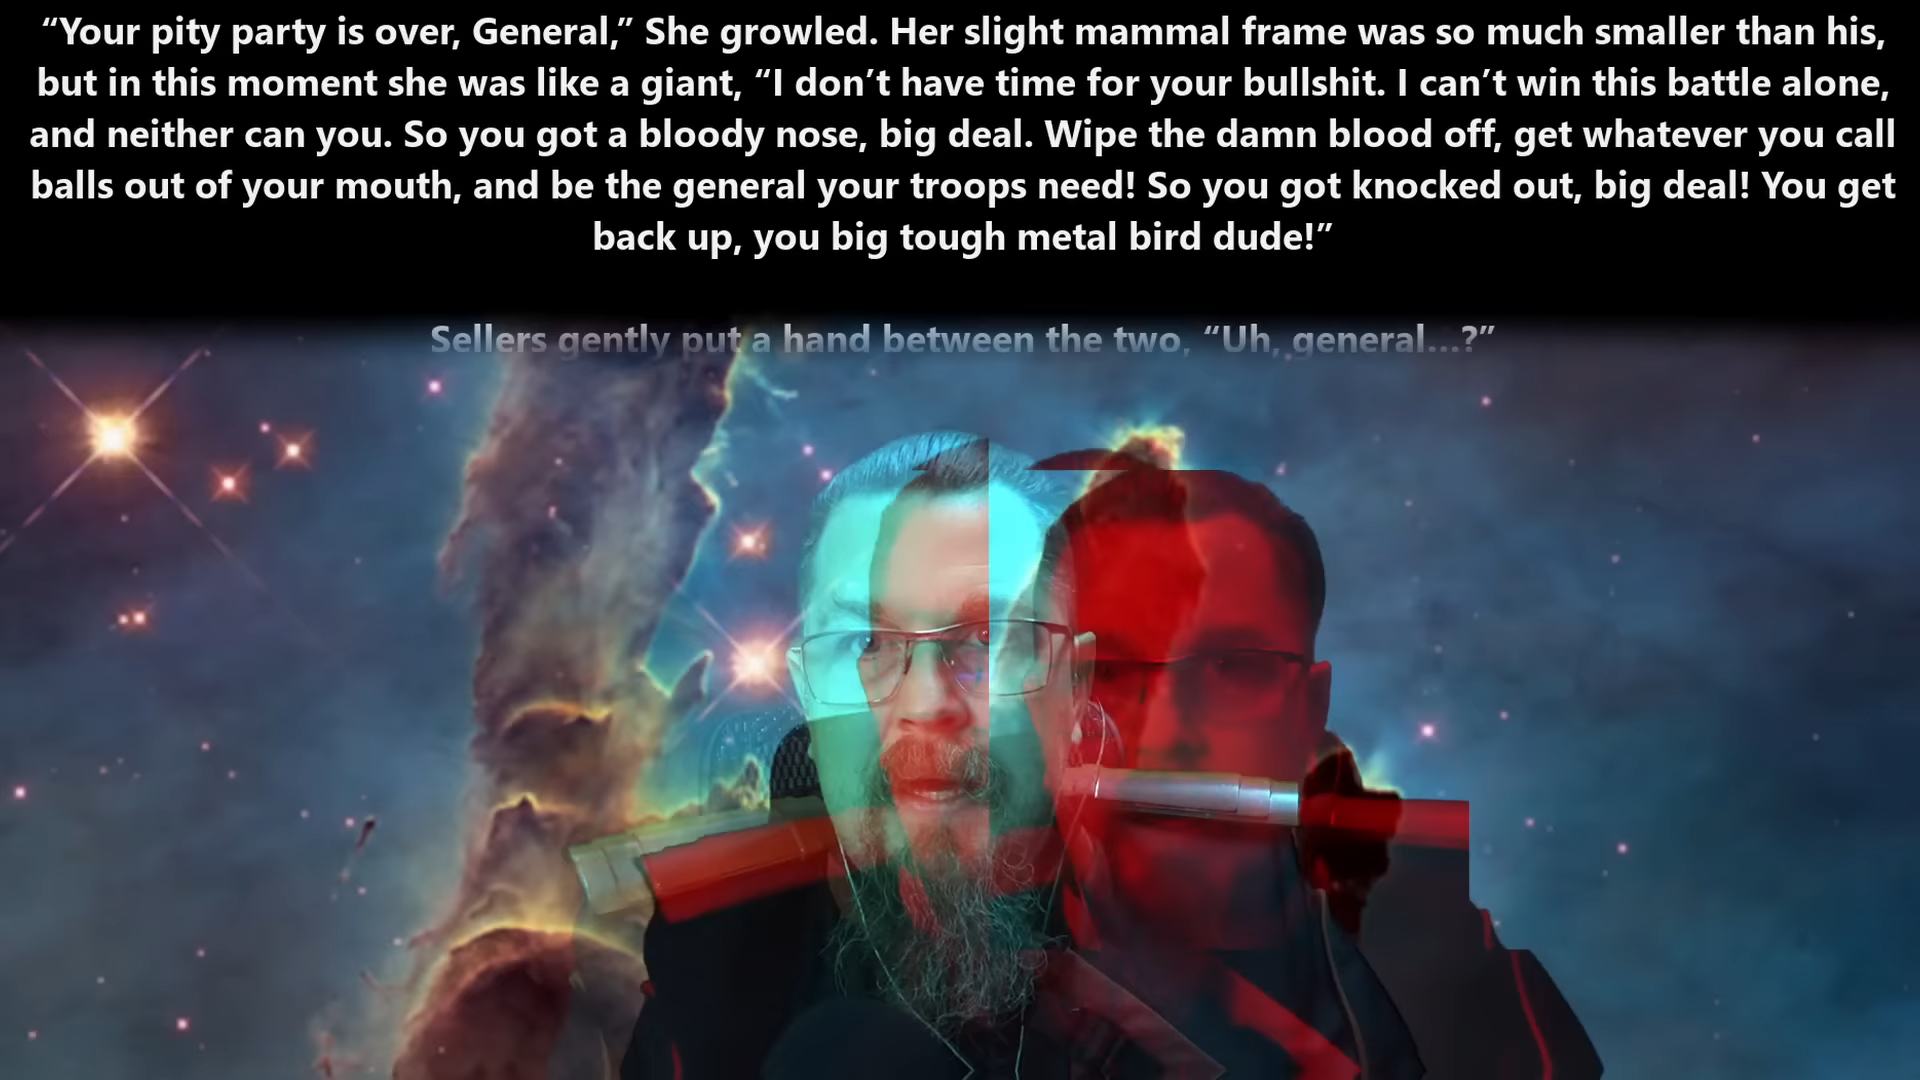 “Your pity party is over, General,” She growled. Her slight mammal frame was so much smaller than his,
but in this moment she was like a giant, “I don’t have time for your bullshit. I can’t win this battle alone,
and neither can you. So you got a bloody nose, big deal. Wipe the damn blood off, get whatever you call
balls out of your mouth, and be the general your troops need! So you got knocked out, big deal! You get
back up, you big tough metal bird dude!”
Sellers gently put a hand between the two, “Uh, general...?”